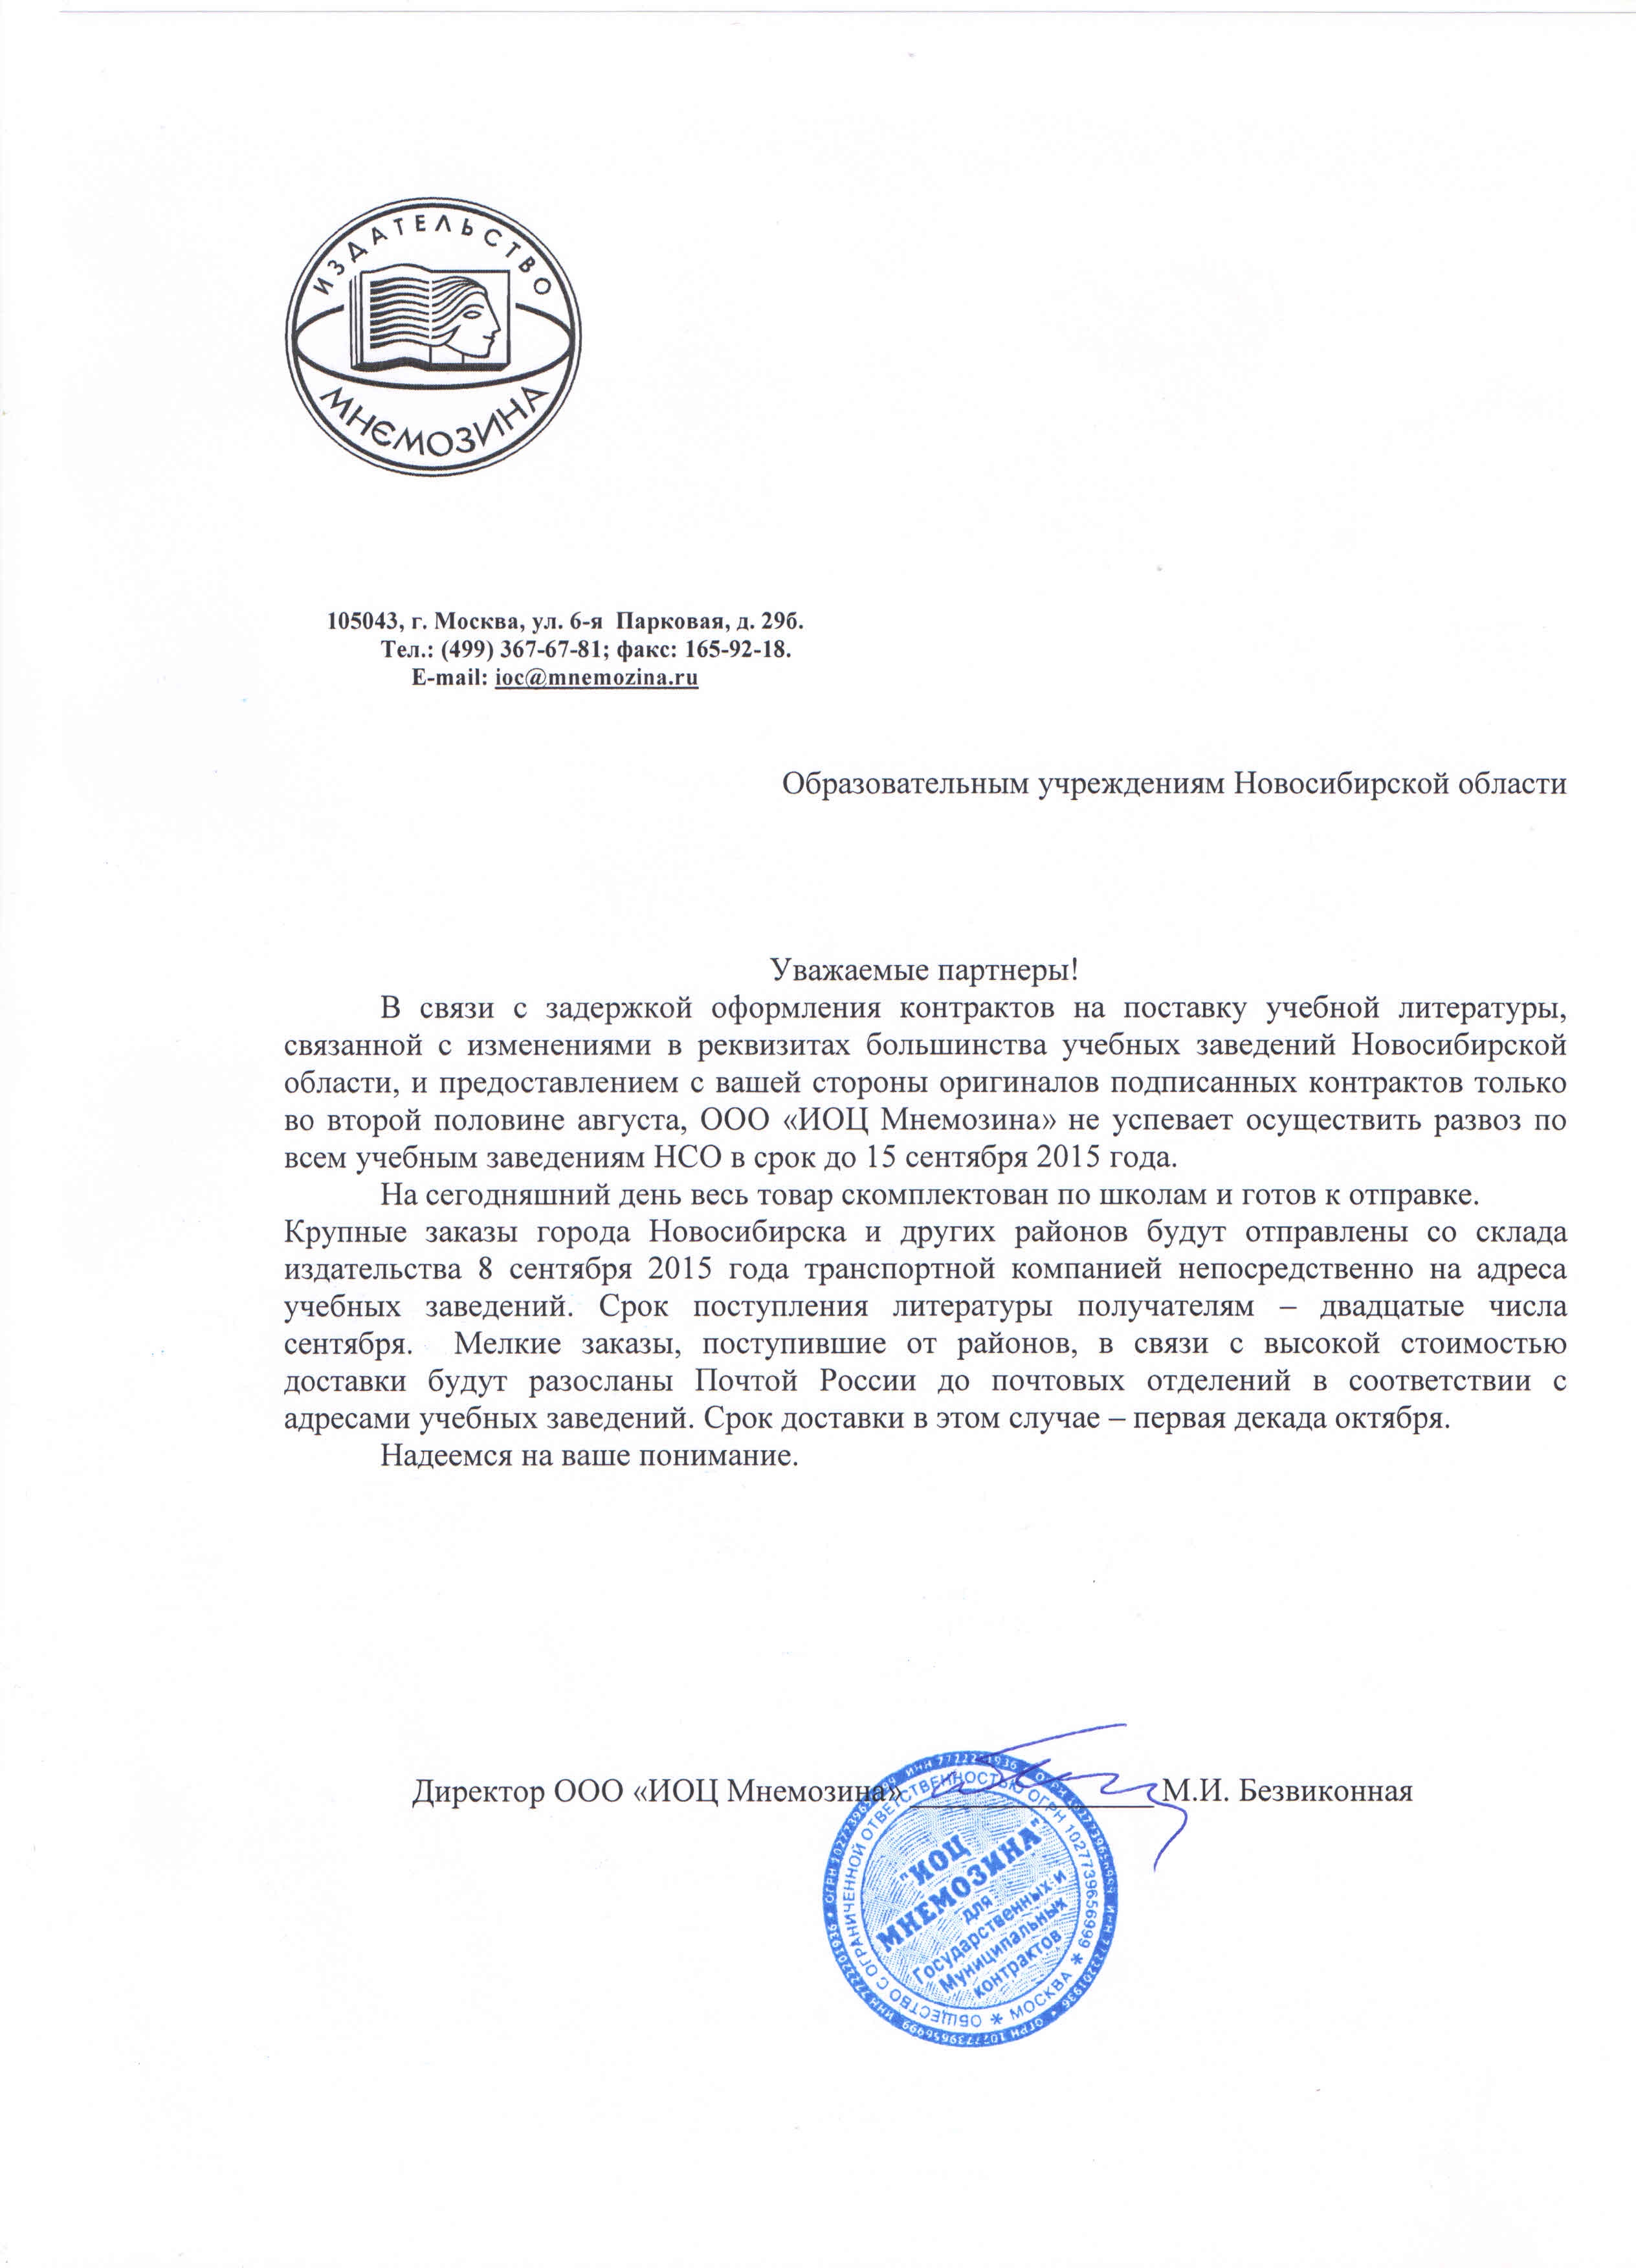 ИЗДАТЕЛЬСТВО
МНЕМОЗИНА
105043, г. Москва, ул. 6-я Парковая, д. 29б.
Тел.: (499) 367-67-81; факс: 165-92-18.
E-mail: ioc@mnemozina.ru
Образовательным учреждениям Новосибирской области
Уважаемые партнеры!
В связи с задержкой оформления контрактов на поставку учебной литературы,
связанной с изменениями в реквизитах большинства учебных заведений Новосибирской
области, и предоставлением с вашей стороны оригиналов подписанных контрактов только
во второй половине августа, ООО «ИОЦ Мнемозина» не успевает осуществить развоз по
всем учебным заведениям НСО в срок до 15 сентября 2015 года.
На сегодняшний день весь товар скомплектован по школам и готов к отправке.
Крупные заказы города Новосибирска и других районов будут отправлены со склада
издательства 8 сентября 2015 года транспортной компанией непосредственно на адреса
учебных заведений. Срок поступления литературы получателям – двадцатые числа
сентября. Мелкие заказы, поступившие от районов, в связи с высокой стоимостью
доставки будут разосланы Почтой России до почтовых отделений в соответствии с
адресами учебных заведений. Срок доставки в этом случае – первая декада октября.
Надеемся на ваше понимание.
Директор ООО «ИОЦ Мнемозина» ______________ М.И. Безвиконная
ОГРН 1027739656999 ИНН 7722201936
ОБЩЕСТВО С ОГРАНИЧЕННОЙ ОТВЕТСТВЕННОСТЬЮ ОГРН 1027739656999 * МОСКВА *
"ИОЦ
МНЕМОЗИНА"
для
Государственных и
Муниципальных
контрактов